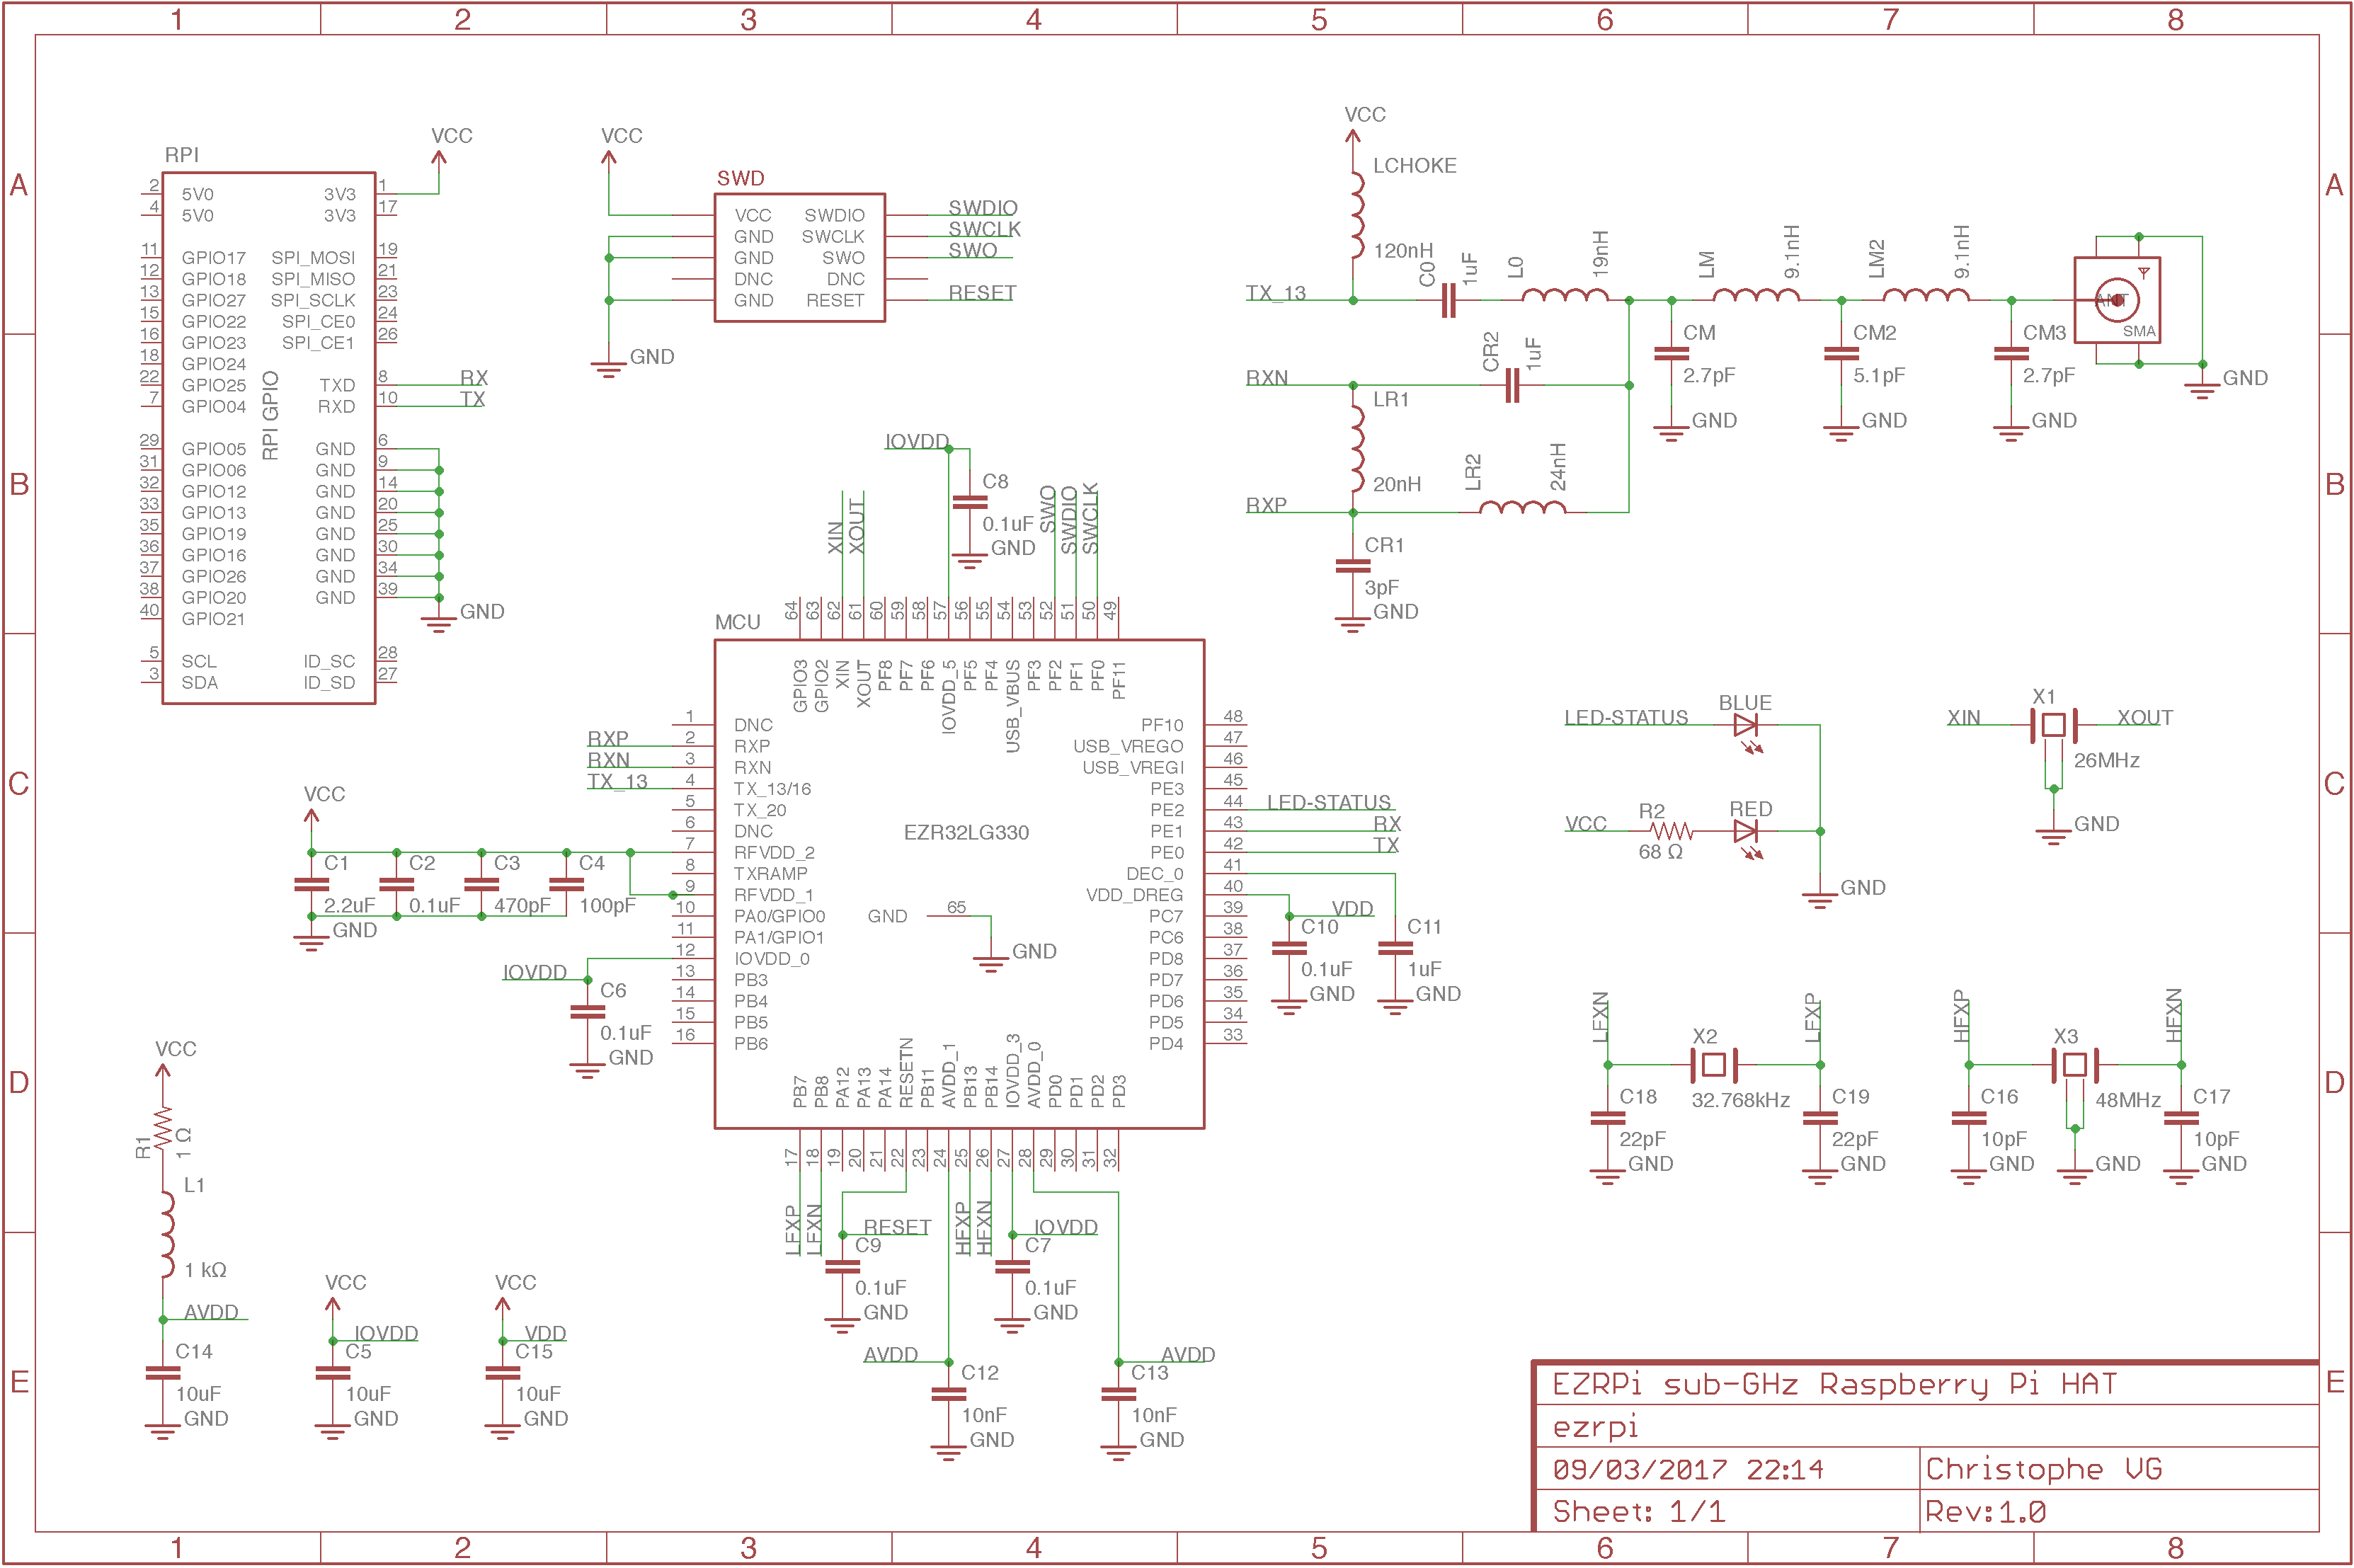 1 2 3 4 5 6 7 8
A
B
C
D
E
RPI
VCC
2 5V0 3V3 1
4 5V0 3V3 17
11 GPIO17 SPI_MOSI 19
12 GPIO18 SPI_MISO 21
13 GPIO27 SPI_SCLK 23
15 GPIO22 SPI_CE0 24
16 GPIO23 SPI_CE1 26
18 GPIO24
22 GPIO25 TXD 8 RX
7 GPIO04 RXD 10 TX
RPI GPIO
29 GPIO05 GND 6
31 GPIO06 GND 9
32 GPIO12 GND 14
33 GPIO13 GND 20
35 GPIO19 GND 25
36 GPIO16 GND 30
37 GPIO26 GND 34
38 GPIO20 GND 39
40 GPIO21
GND
5 SCL ID_SC 28
3 SDA ID_SD 27
VCC
SWD
VCC SWDIO SWDIO
GND SWCLK SWCLK
GND SWO SWO
DNC DNC
GND RESET RESET
GND
VCC
LCHOKE
120nH
TX_13
C0
1uF
L0
19nH
LM
9.1nH
LM2
9.1nH
ANT
SMA
GND
CM
2.7pF
GND
CM2
5.1pF
GND
CM3
2.7pF
GND
RXN
CR2
1uF
LR1
20nH
LR2
24nH
RXP
CR1
3pF
GND
IOVDD
C8
0.1uF
GND
XIN
XOUT
SWO
SWDIO
SWCLK
MCU
64 63 62 61 60 59 58 57 56 55 54 53 52 51 50 49
GPIO3 GPIO2 XIN XOUT PF8 PF7 PF6 IOVDD_5 PF5 PF4 USB_VBUS PF3 PF2 PF1 PF0 PF11
1 DNC
RXP 2 RXP
RXN 3 RXN
TX_13 4 TX_13/16
5 TX_20
6 DNC
7 RFVDD_2
8 TXRAMP
9 RFVDD_1
10 PA0/GPIO0
11 PA1/GPIO1
12 IOVDD_0
13 PB3
14 PB4
15 PB5
16 PB6
EZR32LG330
GND 65
GND
PF10 48
USB_VREGO 47
USB_VREGI 46
PE3 45
PE2 44 LED-STATUS
PE1 43 RX
PE0 42 TX
DEC_0 41
VDD_DREG 40
PC7 39
PC6 38
PD8 37
PD7 36
PD6 35
PD5 34
PD4 33
PB7 PB8 PA12 PA13 PA14 RESETN PB11 AVDD_1 PB13 PB14 IOVDD_3 AVDD_0 PD0 PD1 PD2 PD3
17 18 19 20 21 22 23 24 25 26 27 28 29 30 31 32
VCC
C1
2.2uF
C2
0.1uF
C3
470pF
C4
100pF
GND
IOVDD
C6
0.1uF
GND
VDD
C10
0.1uF
GND
C11
1uF
GND
LFXP
LFXN
RESET
C9
0.1uF
GND
HFXP
HFXN
IOVDD
C7
0.1uF
GND
AVDD
C12
10nF
GND
AVDD
C13
10nF
GND
VCC
R1
1 Ω
L1
1 kΩ
AVDD
C14
10uF
GND
VCC
IOVDD
C5
10uF
GND
VCC
VDD
C15
10uF
GND
LED-STATUS
BLUE
VCC
R2
68 Ω
RED
GND
XIN
X1
XOUT
26MHz
GND
LFXN
X2
LFXP
32.768kHz
C18
22pF
GND
C19
22pF
GND
HFXP
X3
HFXN
48MHz
C16
10pF
GND
GND
C17
10pF
GND
EZRPi sub-GHz Raspberry Pi HAT
ezrpi
09/03/2017 22:14
Christophe VG
Sheet: 1/1
Rev:1.0
A
B
C
D
E
1 2 3 4 5 6 7 8